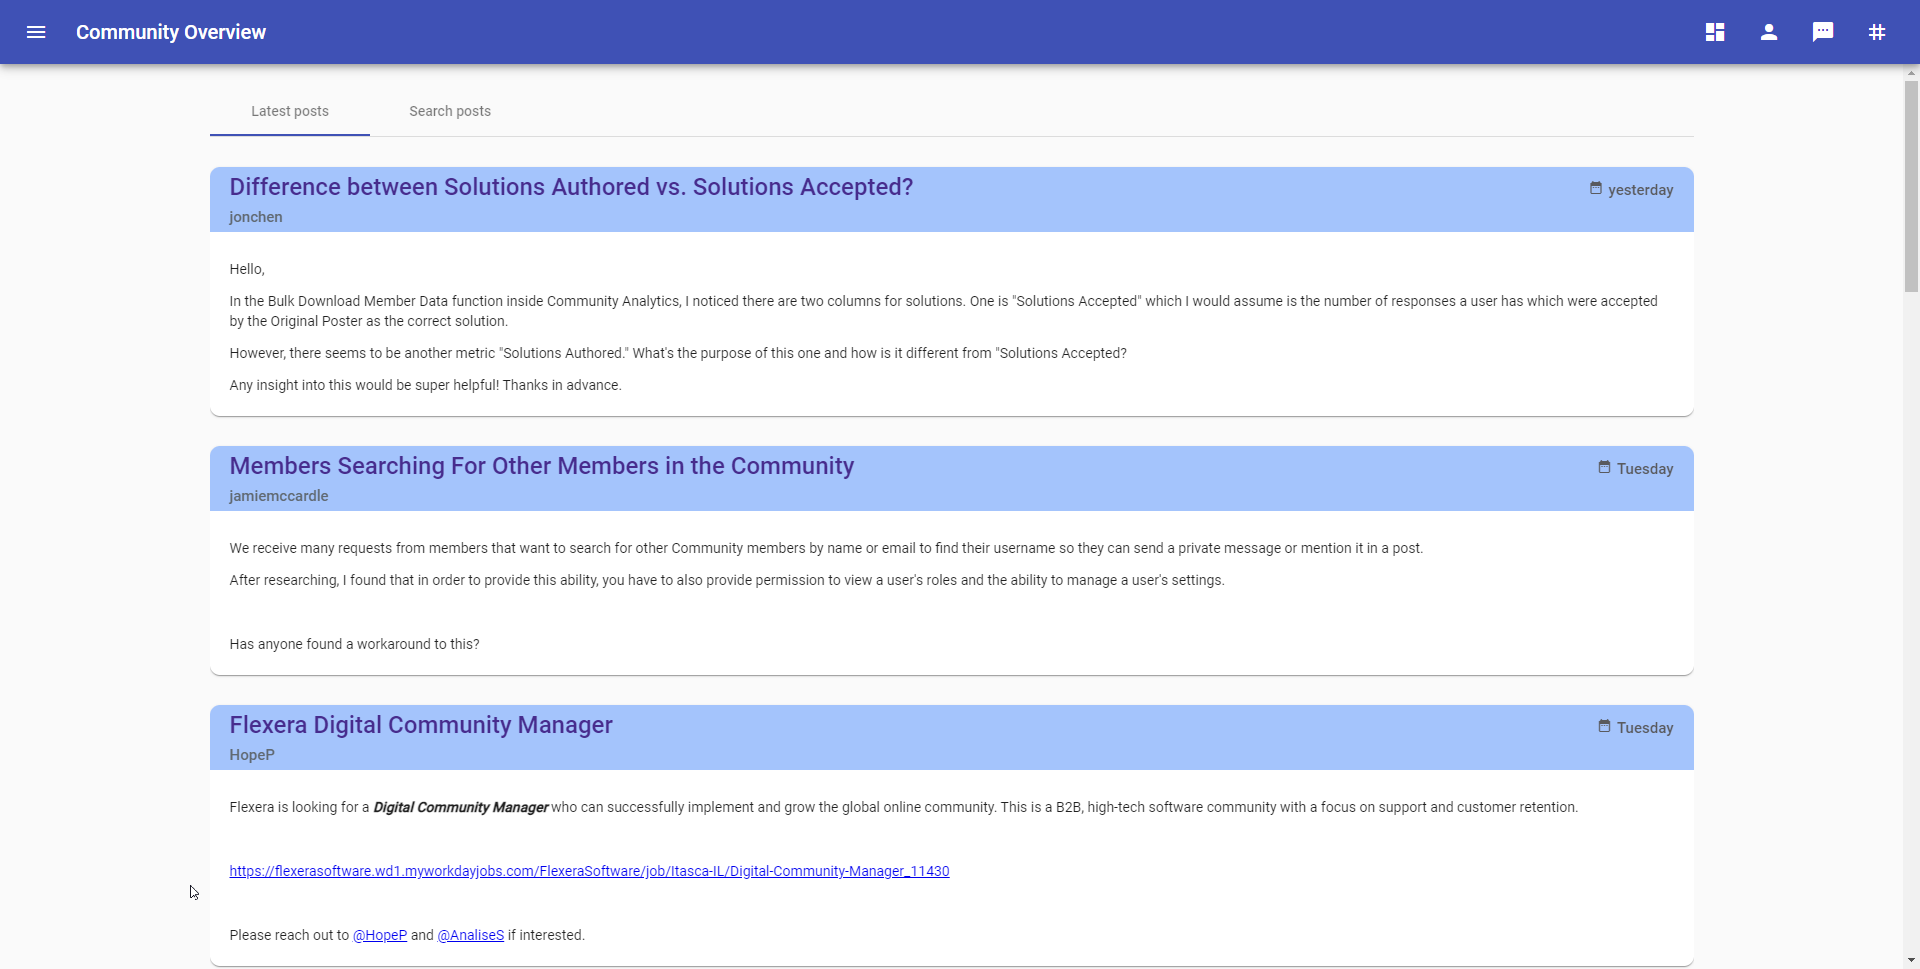 Community Overview
Latest posts
Search posts
Difference between Solutions Authored vs. Solutions Accepted?
yesterday
jonchen
Hello,
In the Bulk Download Member Data function inside Community Analytics, I noticed there are two columns for solutions. One is "Solutions Accepted" which I would assume is the number of responses a user has which were accepted
by the Original Poster as the correct solution.
However, there seems to be another metric "Solutions Authored." What's the purpose of this one and how is it different from "Solutions Accepted?
Any insight into this would be super helpful! Thanks in advance.
Members Searching For Other Members in the Community
Tuesday
jamiemccardle
We receive many requests from members that want to search for other Community members by name or email to find their username so they can send a private message or mention it in a post.
After researching, I found that in order to provide this ability, you have to also provide permission to view a user's roles and the ability to manage a user's settings.
Has anyone found a workaround to this?
Flexera Digital Community Manager
Tuesday
HopeP
Flexera is looking for a Digital Community Manager who can successfully implement and grow the global online community. This is a B2B, high-tech software community with a focus on support and customer retention.
https://flexerasoftware.wd1.myworkdayjobs.com/FlexeraSoftware/job/Itasca-IL/Digital-Community-Manager_11430
Please reach out to @HopeP and @AnaliseS if interested.